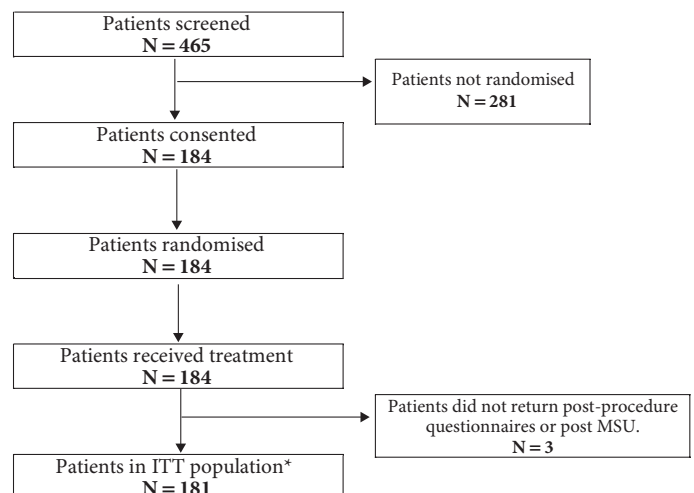 Patients screened
N = 465
Patients not randomised
N = 281
Patients consented
N = 184
Patients randomised
N = 184
Patients received treatment
N = 184
Patients did not return post-procedure
questionnaires or post MSU.
N = 3
Patients in ITT population*
N = 181